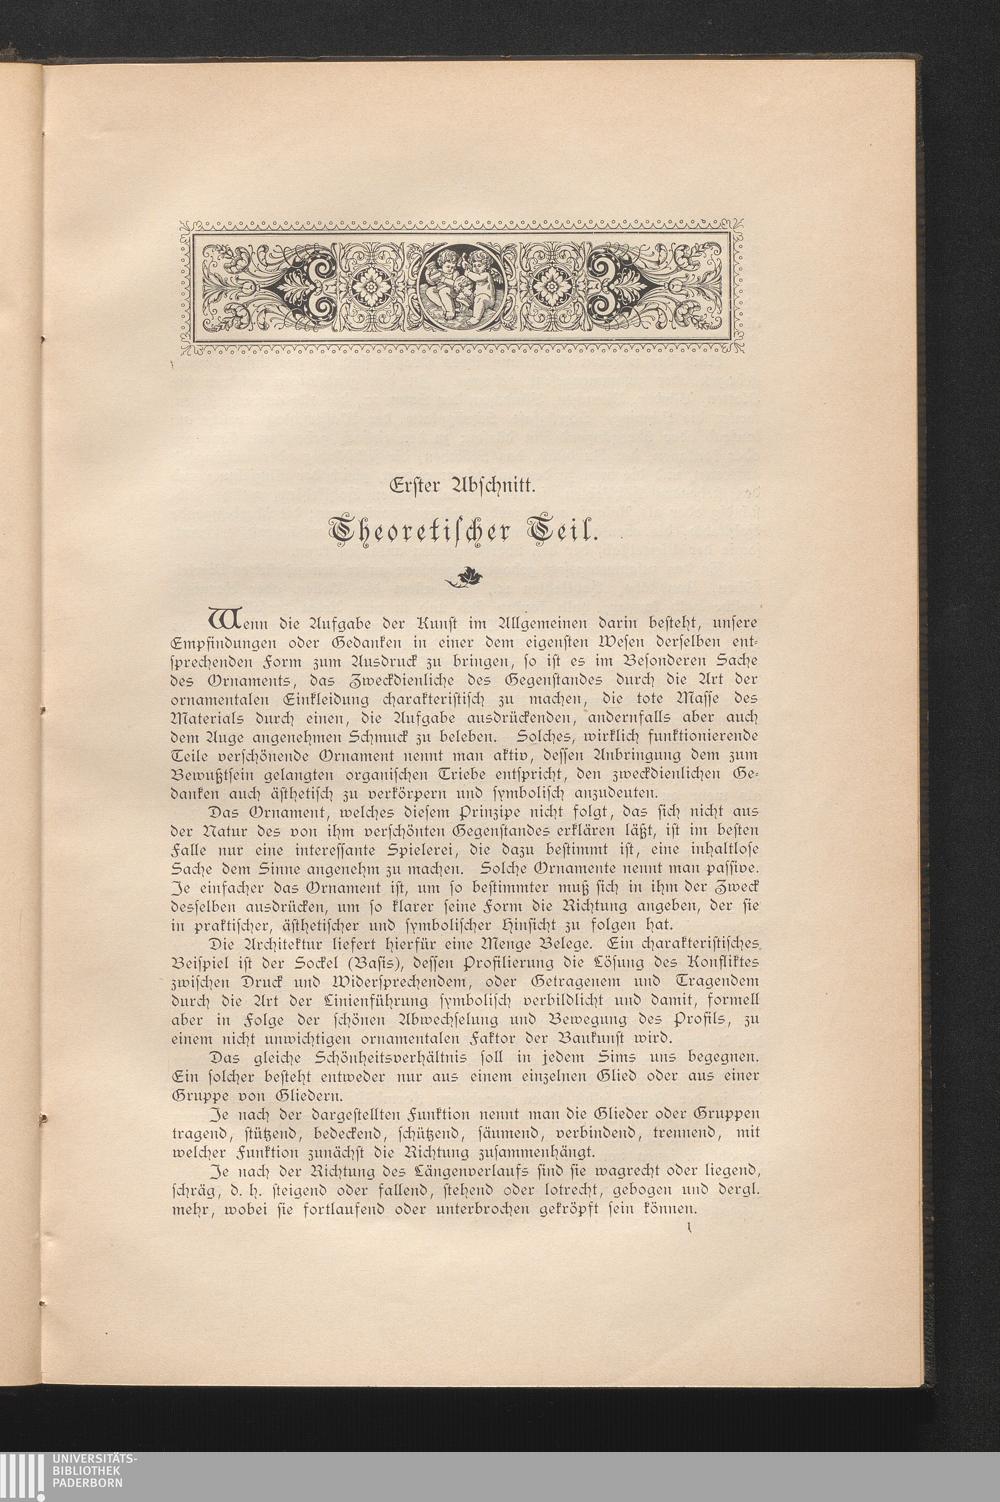 Erster Abschnitt.
Theoretischer Teil.
Wenn die Aufgabe der Kunst im Allgemeinen darin besteht, unsere
Empfindungen oder Gedanken in einer dem eigensten Wesen derselben ent-
sprechenden Form zum Ausdruck zu bringen, so ist es im Besonderen Sache
des Ornaments, das Zweckdienliche des Gegenstandes durch die Art der
ornamentalen Einkleidung charakteristisch zu machen, die tote Masse des
Materials durch einen, die Aufgabe ausdrückenden, andernfalls aber auch
dem Auge angenehmen Schmuck zu beleben. Solches, wirklich funktionierende
Teile verschönende Ornament nennt man aktiv, dessen Anbringung dem zum
Bewußtsein gelangten organischen Triebe entspricht, den zweckdienlichen Ge-
danken auch ästhetisch zu verkörpern und symbolisch anzudeuten.
Das Ornament, welches diesem Prinzipe nicht folgt, das sich nicht aus
der Natur des von ihm verschönten Gegenstandes erklären läßt, ist im besten
Falle nur eine interessante Spielerei, die dazu bestimmt ist, eine inhaltlose
Sache dem Sinne angenehm zu machen. Solche Ornamente nennt man passive.
Je einfacher das Ornament ist, um so bestimmter muß sich in ihm der Zweck
desselben ausdrücken, um so klarer seine Form die Richtung angeben, der sie
in praktischer, ästhetischer und symbolischer Hinsicht zu folgen hat.
Die Architektur liefert hierfür eine Menge Belege. Ein charakteristisches
Beispiel ist der Sockel (Basis), dessen Profilierung die Lösung des Konfliktes
zwischen Druck und Widersprechendem, oder Getragenem und Tragendem
durch die Art der Linienführung symbolisch verbildlicht und damit, formell
aber in Folge der schönen Abwechselung und Bewegung des Profils, zu
einem nicht unwichtigen ornamentalen Faktor der Baukunst wird.
Das gleiche Schönheitsverhältnis soll in jedem Sims uns begegnen.
Ein solcher besteht entweder nur aus einem einzelnen Glied oder aus einer
Gruppe von Gliedern.
Je nach der dargestellten Funktion nennt man die Glieder oder Gruppen
tragend, stützend, bedeckend, schützend, säumend, verbindend, trennend, mit
welcher Funktion zunächst die Richtung zusammenhängt.
Je nach der Richtung des Längenverlaufs sind sie wagrecht oder liegend,
schräg, d. h. steigend oder fallend, stehend oder lotrecht, gebogen und dergl.
mehr, wobei sie fortlaufend oder unterbrochen gekröpft sein können.
1
UNIVERSITÄTS-
BIBLIOTHEK
PADERBORN